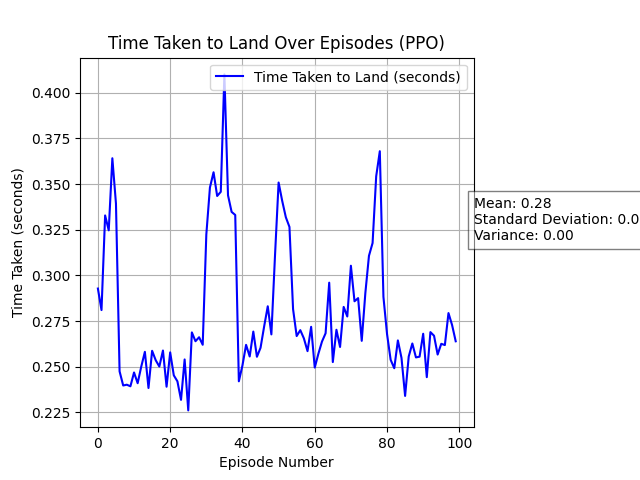 Time Taken to Land Over Episodes (PPO)
Time Taken to Land (seconds)
Time Taken (seconds)
0.400
0.375
0.350
0.325
0.300
0.275
0.250
0.225
0
20
40
60
80
100
Episode Number
Mean: 0.28
Standard Deviation: 0.0
Variance: 0.00